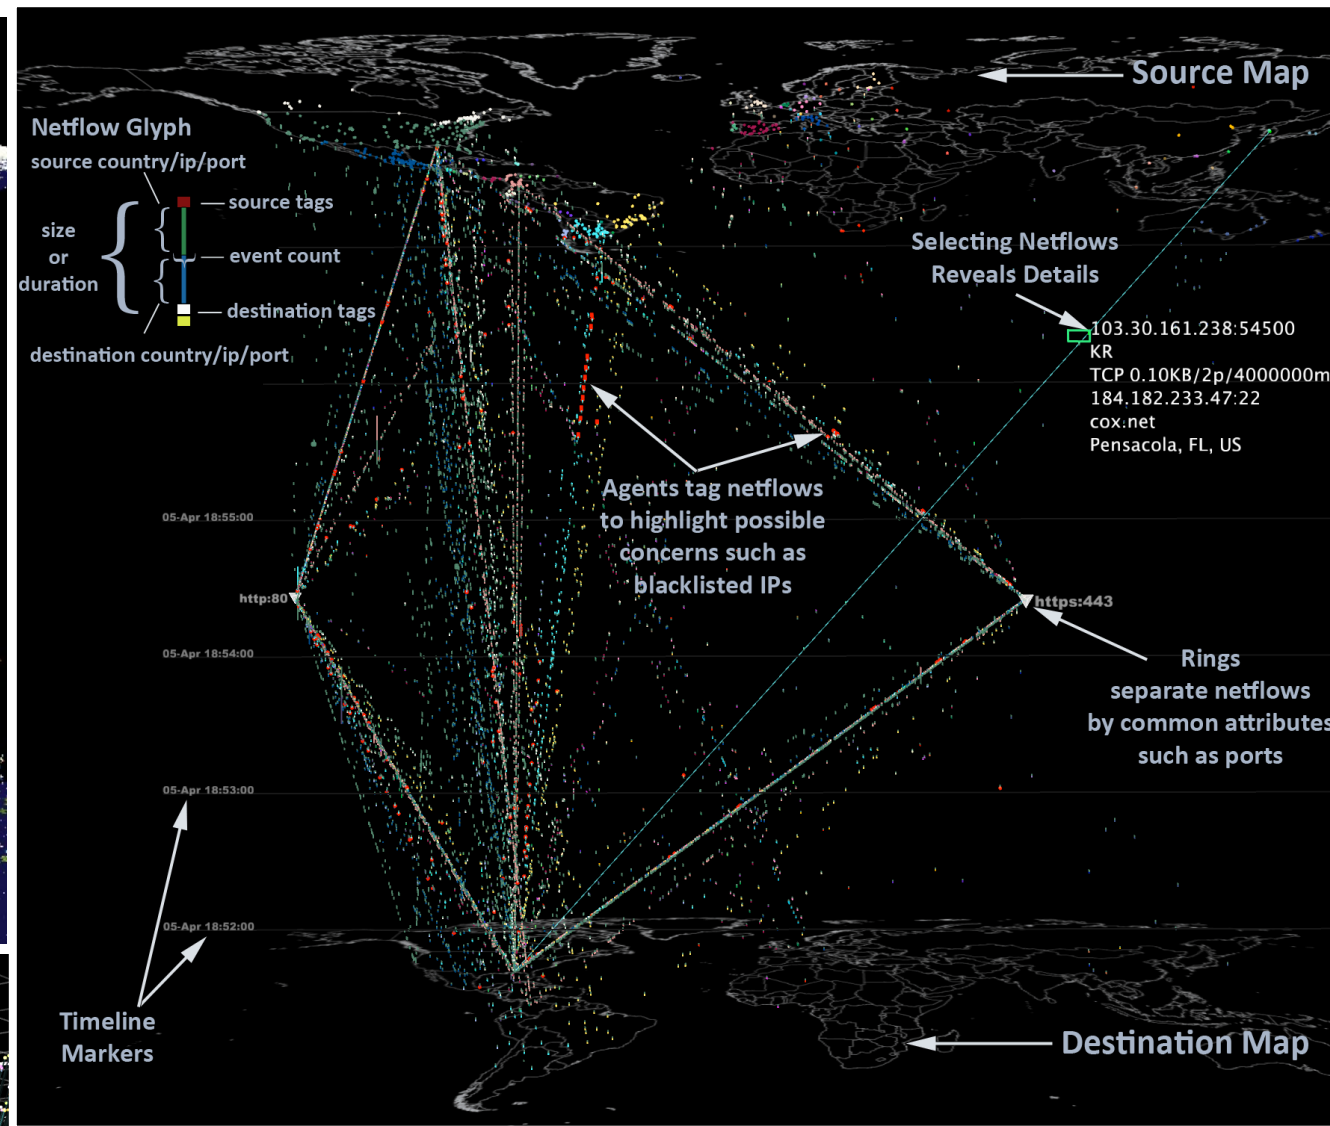 Source Map
Netflow Glyph
source country/ip/port
source tags
size
or
duration
event count
destination tags
destination country/ip/port
Selecting Netflows
Reveals Details
103.30.161.238:54500
KR
TCP 0.10KB/2p/4000000m
184.182.233.47:22
cox.net
Pensacola, FL, US
Agents tag netflows
to highlight possible
concerns such as
blacklisted IPs
05-Apr 18:55:00
http:80
https:443
05-Apr 18:54:00
Rings
separate netflows
by common attributes
such as ports
05-Apr 18:53:00
05-Apr 18:52:00
Timeline
Markers
Destination Map